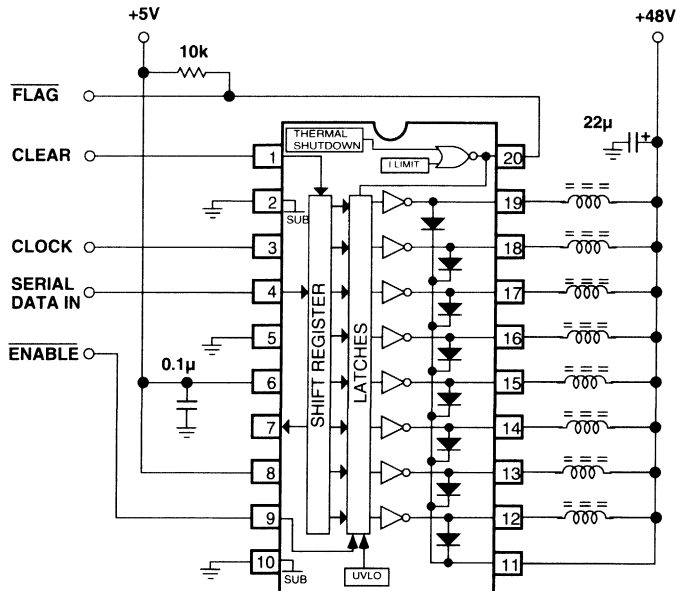 +5V
+48V
10k
FLAG
22µ
+
THERMAL
SHUTDOWN
I LIMIT
CLEAR
1
20
2
SUB
19
CLOCK
3
18
SERIAL
DATA IN
4
17
SHIFT REGISTER
LATCHES
5
16
ENABLE
0.1µ
6
15
7
14
8
13
9
12
10
SUB
UVLO
11